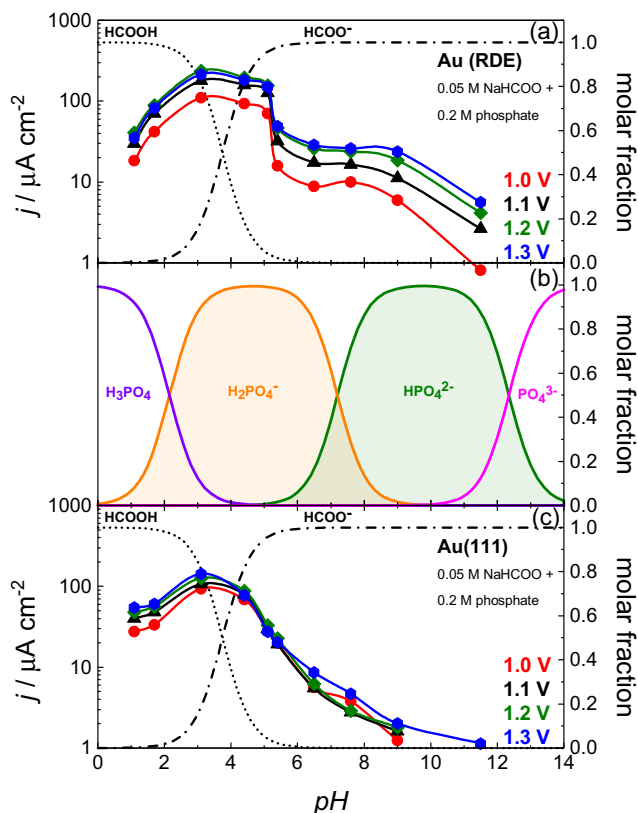 HCOOH
HCOO⁻
(a)
Au (RDE)
0.05 M NaHCOO +
0.2 M phosphate
1.0 V
1.1 V
1.2 V
1.3 V
1000
100
10
1
j / μA cm⁻²
1.0
0.8
0.6
0.4
0.2
0.0
molar fraction
(b)
H₃PO₄
H₂PO₄⁻
HPO₄²⁻
PO₄³⁻
1.0
0.8
0.6
0.4
0.2
0.0
molar fraction
HCOOH
HCOO⁻
(c)
Au(111)
0.05 M NaHCOO +
0.2 M phosphate
1.0 V
1.1 V
1.2 V
1.3 V
1000
100
10
1
j / μA cm⁻²
1.0
0.8
0.6
0.4
0.2
0.0
molar fraction
0 2 4 6 8 10 12 14
pH